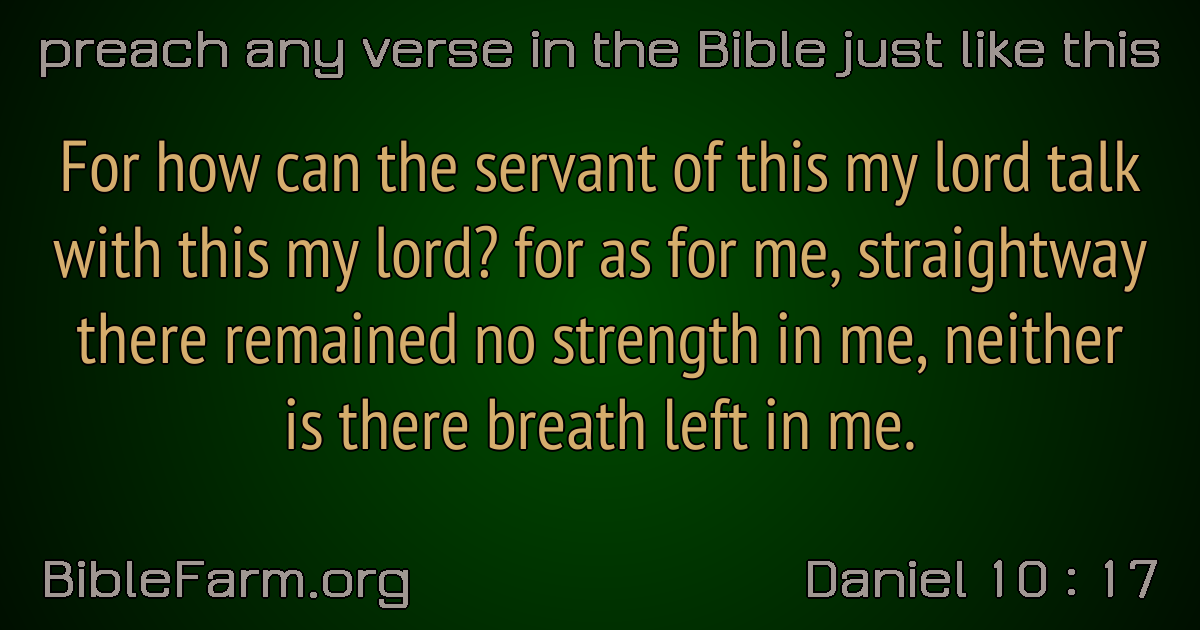 preach any verse in the Bible just like this
For how can the servant of this my lord talk
with this my lord? for as for me, straightway
there remained no strength in me, neither
is there breath left in me.
BibleFarm.org
Daniel 10 : 17